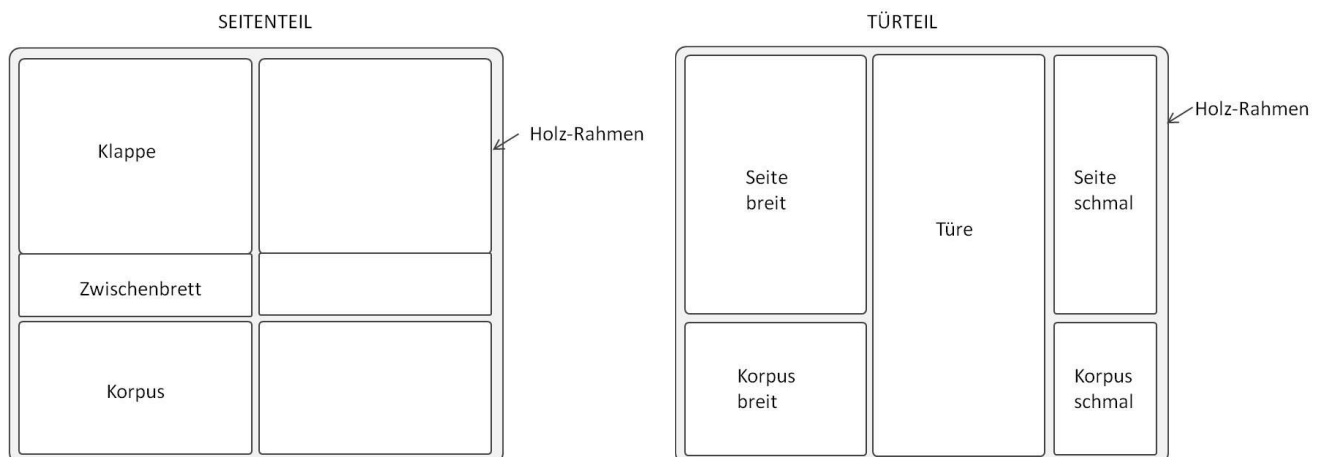 SEITENTEIL
Klappe
Zwischenbrett
Korpus
Holz-Rahmen
TÜRTEIL
Seite
breit
Türe
Seite
schmal
Korpus
breit
Korpus
schmal
Holz-Rahmen